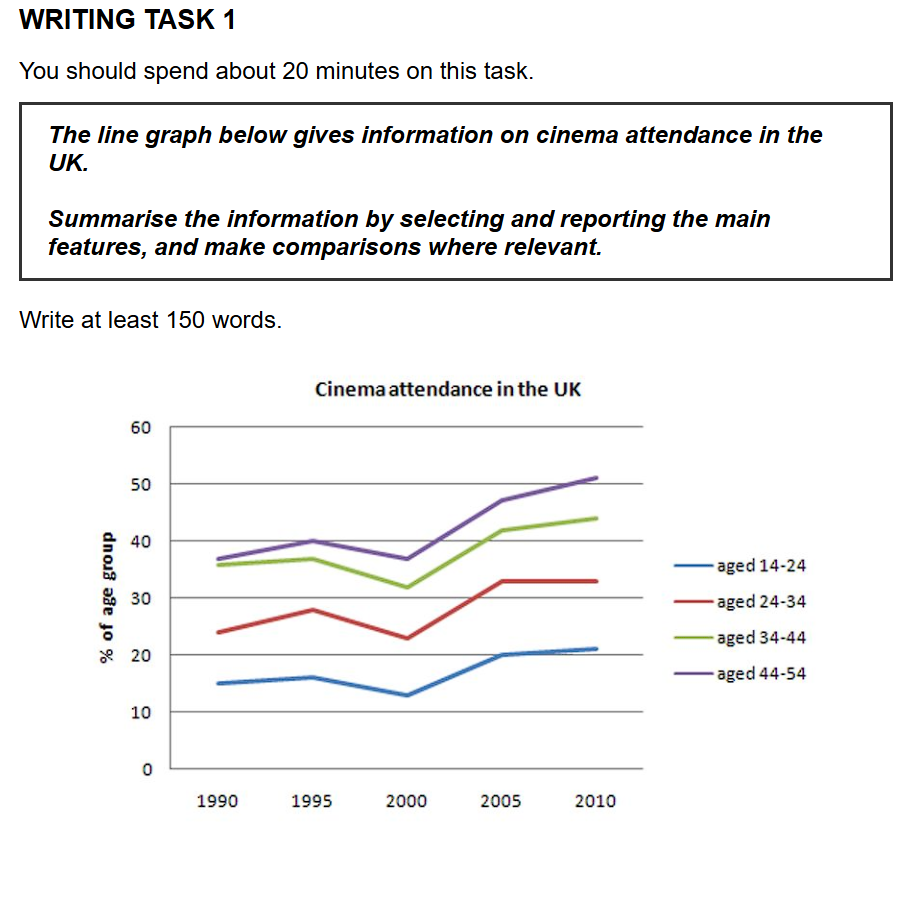 WRITING TASK 1
You should spend about 20 minutes on this task.
The line graph below gives information on cinema attendance in the
UK.
Summarise the information by selecting and reporting the main
features, and make comparisons where relevant.
Write at least 150 words.
Cinema attendance in the UK
% of age group
60
50
40
30
20
10
0
1990 1995 2000 2005 2010
aged 14-24
aged 24-34
aged 34-44
aged 44-54